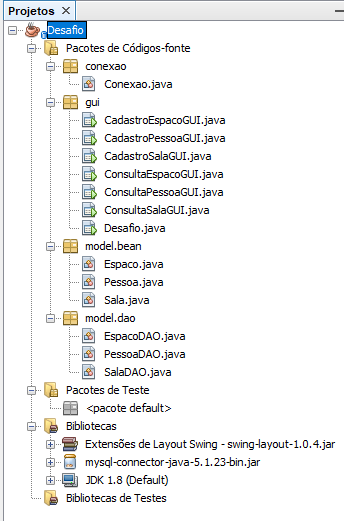 Projetos
Desafio
Pacotes de Códigos-fonte
conexao
Conexao.java
gui
CadastroEspacoGUI.java
CadastroPessoaGUI.java
CadastroSalaGUI.java
ConsultaEspacoGUI.java
ConsultaPessoaGUI.java
ConsultaSalaGUI.java
Desafio.java
model.bean
Espaco.java
Pessoa.java
Sala.java
model.dao
EspacoDAO.java
PessoaDAO.java
SalaDAO.java
Pacotes de Teste
<pacote default>
Bibliotecas
Extensões de Layout Swing - swing-layout-1.0.4.jar
mysql-connector-java-5.1.23-bin.jar
JDK 1.8 (Default)
Bibliotecas de Testes